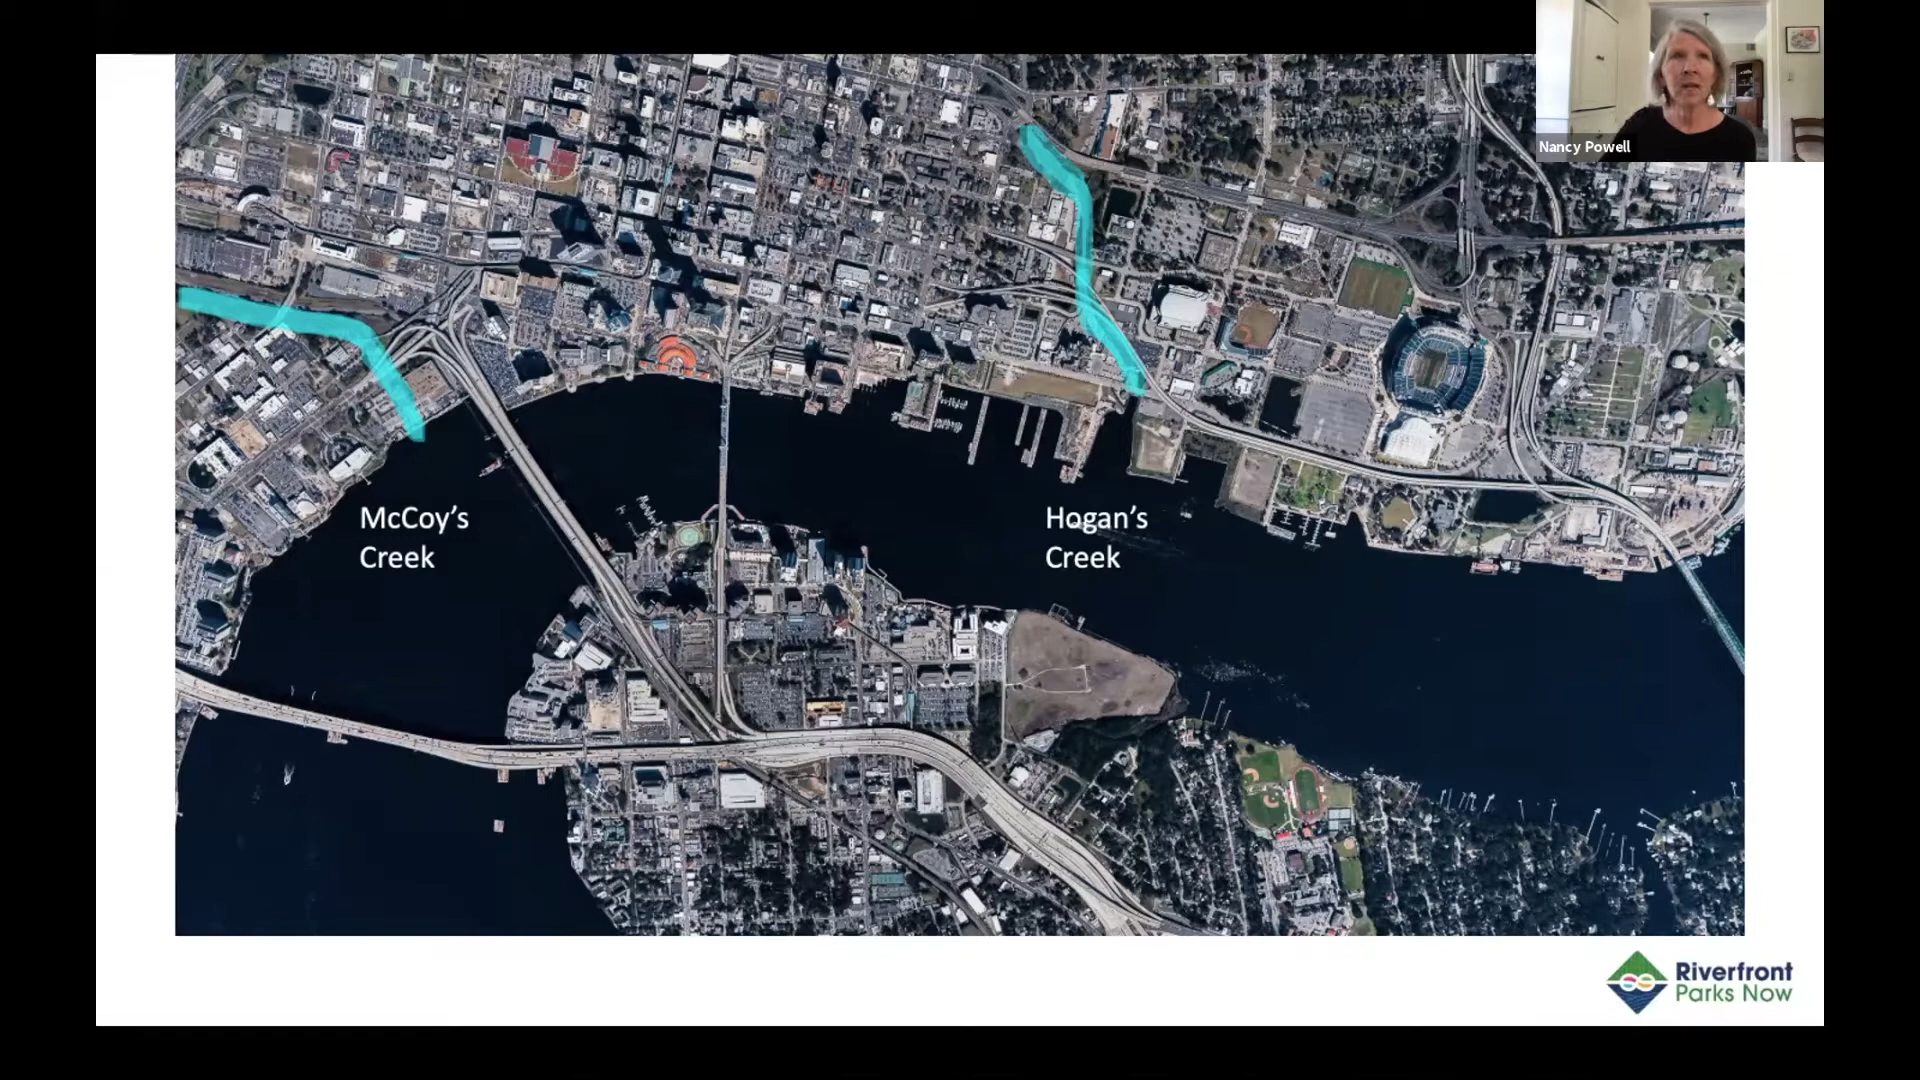 Nancy Powell
McCoy’s
Creek
Hogan’s
Creek
Riverfront
Parks Now